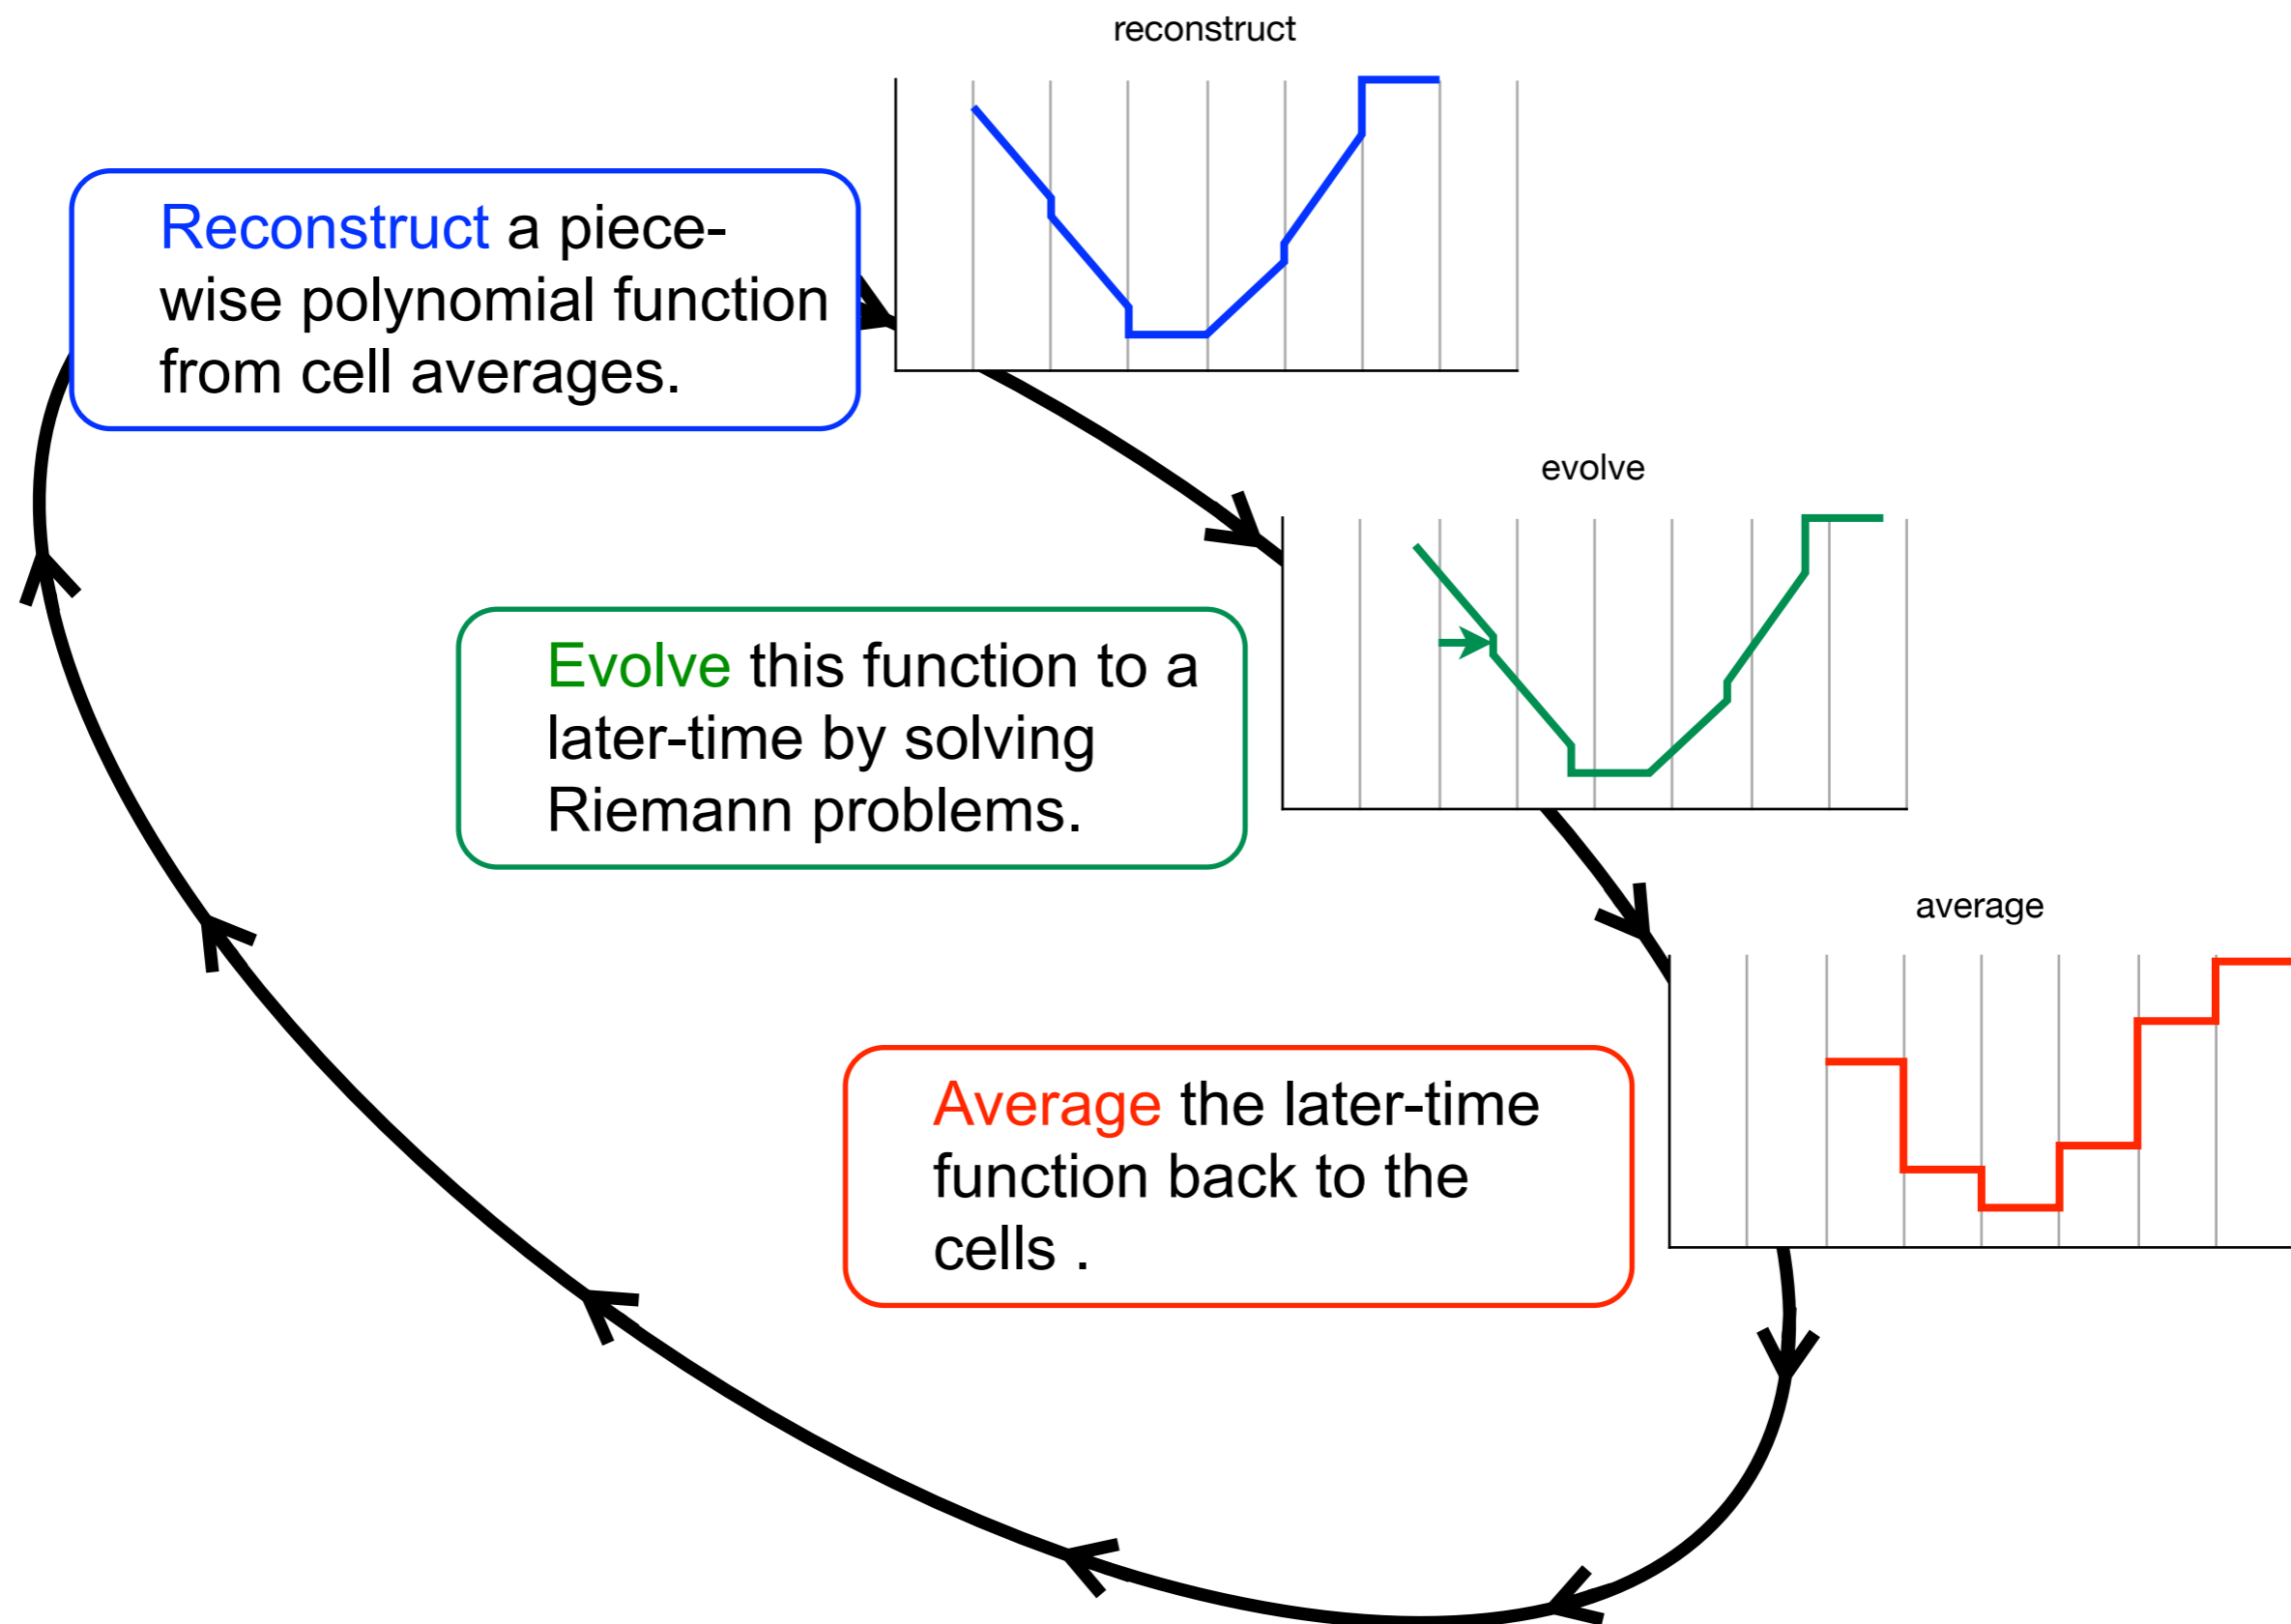 reconstruct
Reconstruct a piece-
wise polynomial function
from cell averages.
evolve
Evolve this function to a
later-time by solving
Riemann problems.
average
Average the later-time
function back to the
cells .